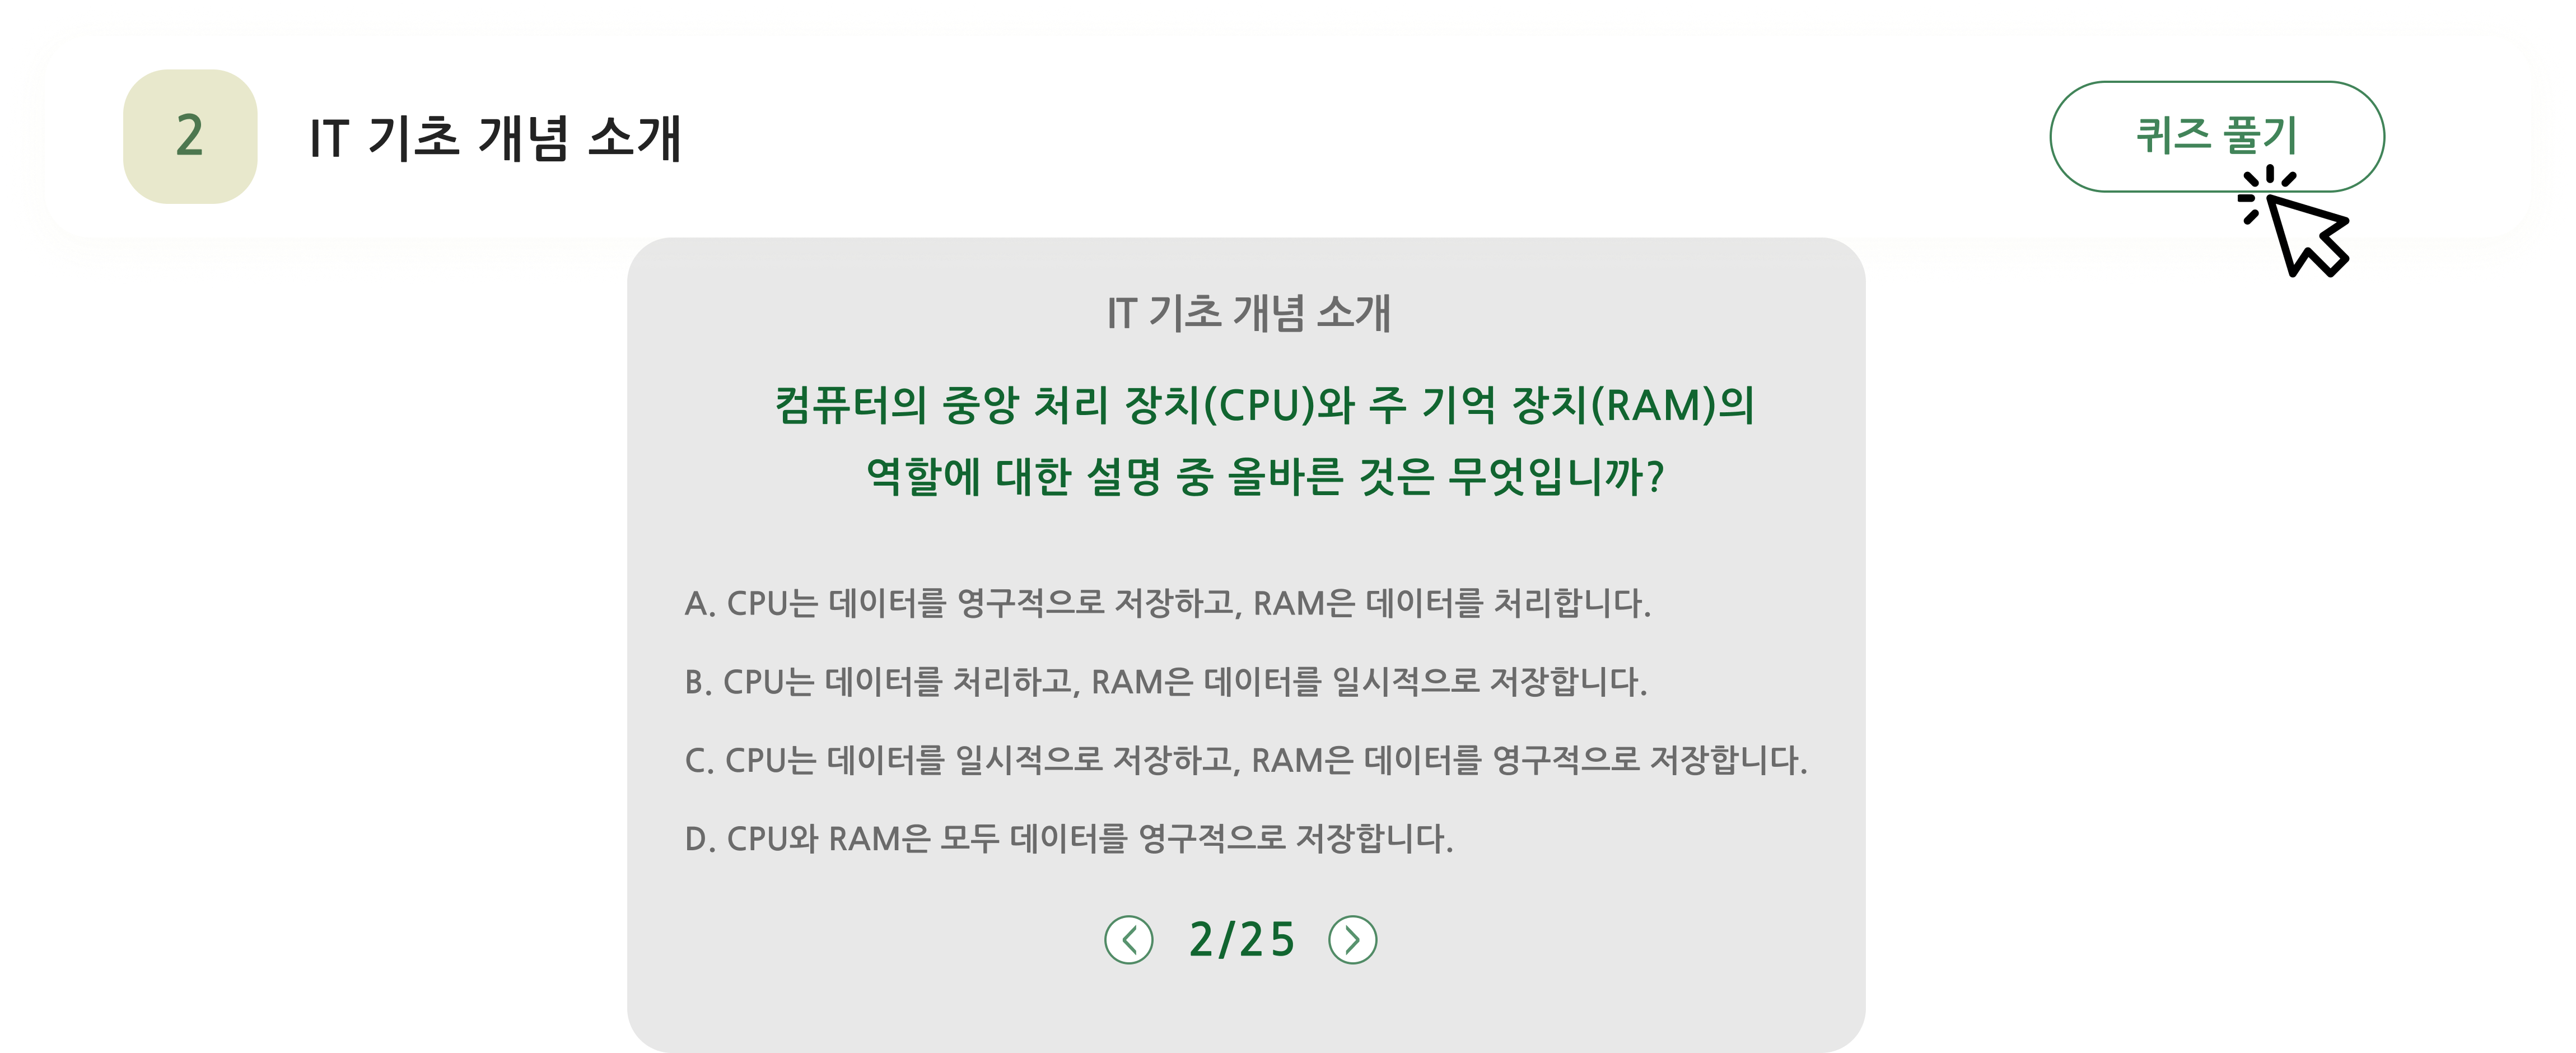 2
IT 기초 개념 소개
퀴즈 풀기
IT 기초 개념 소개
컴퓨터의 중앙 처리 장치(CPU)와 주 기억 장치(RAM)의
역할에 대한 설명 중 올바른 것은 무엇입니까?
A. CPU는 데이터를 영구적으로 저장하고, RAM은 데이터를 처리합니다.
B. CPU는 데이터를 처리하고, RAM은 데이터를 일시적으로 저장합니다.
C. CPU는 데이터를 일시적으로 저장하고, RAM은 데이터를 영구적으로 저장합니다.
D. CPU와 RAM은 모두 데이터를 영구적으로 저장합니다.
2/25